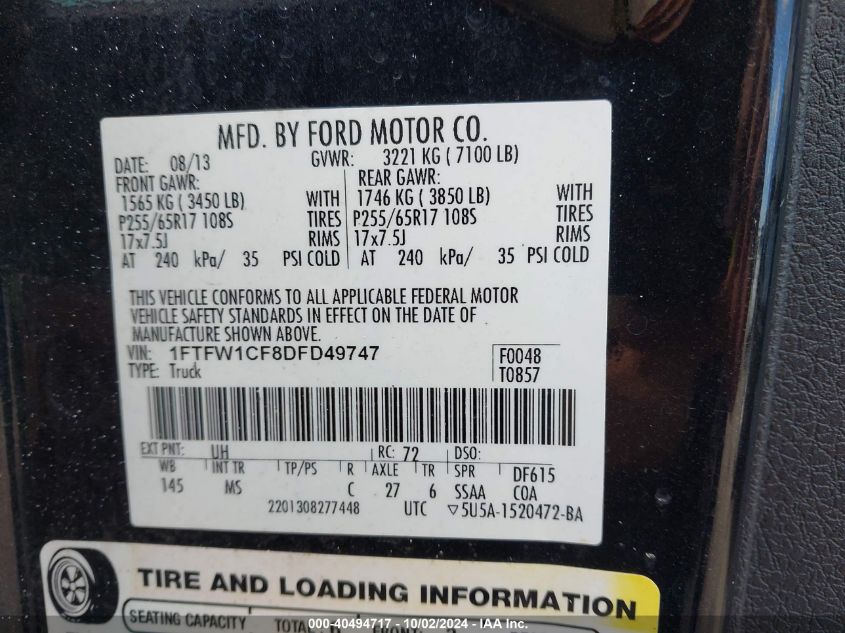 MFD. BY FORD MOTOR CO.
DATE: 08/13 GVWR: 3221 KG ( 7100 LB)
FRONT GAWR: REAR GAWR:
1565 KG ( 3450 LB) WITH 1746 KG ( 3850 LB) WITH
P255/65R17 108S TIRES P255/65R17 108S TIRES
17x7.5J RIMS 17x7.5J RIMS
AT 240 kPa/ 35 PSI COLD AT 240 kPa/ 35 PSI COLD
THIS VEHICLE CONFORMS TO ALL APPLICABLE FEDERAL MOTOR
VEHICLE SAFETY STANDARDS IN EFFECT ON THE DATE OF
MANUFACTURE SHOWN ABOVE.
VIN: 1FTFW1CF8DFD49747 F0048
TYPE: Truck T0857
EXT PNT: UH RC: 72 DSO:
WB INT TR TP/PS R AXLE TR SPR DF615
145 MS C 27 6 SSAA COA
2201308277448 UTC ▽5U5A-1520472-BA
TIRE AND LOADING INFORMATION
SEATING CAPACITY TOTAL
000-40494717 - 10/02/2024 - IAA Inc.